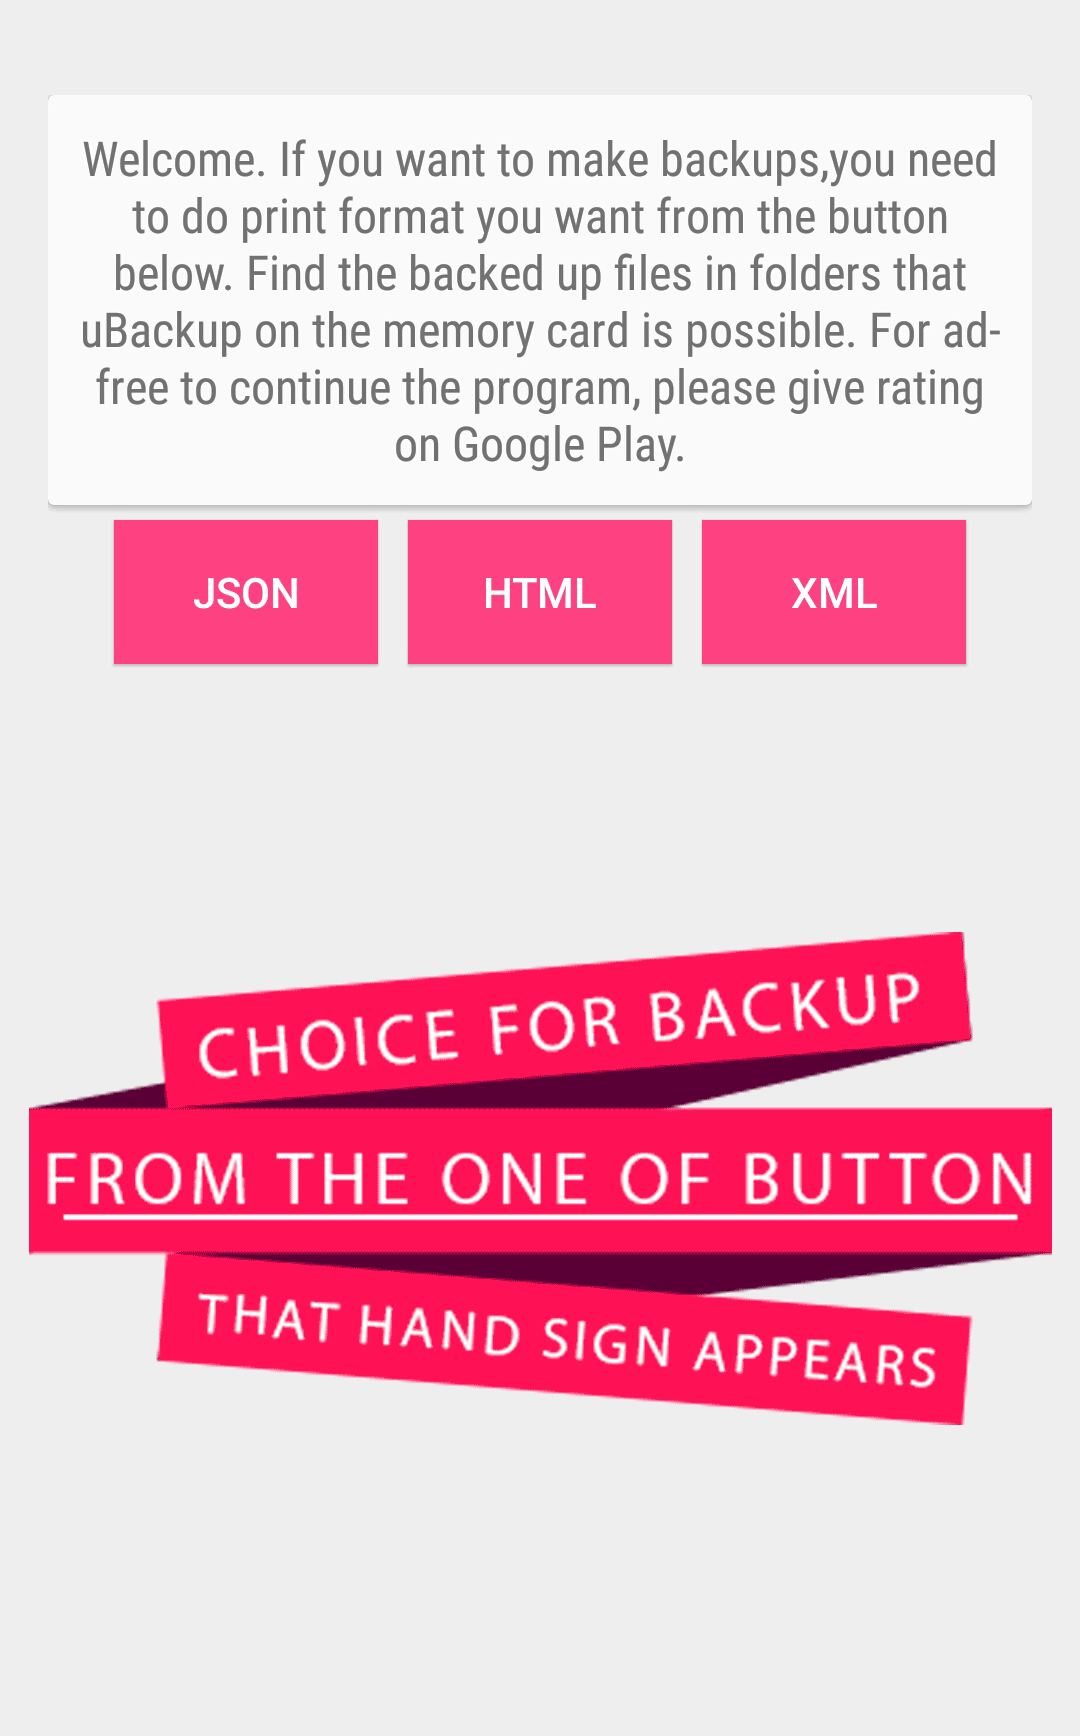 Welcome. If you want to make backups,you need
to do print format you want from the button
below. Find the backed up files in folders that
uBackup on the memory card is possible. For ad-
free to continue the program, please give rating
on Google Play.
JSON HTML XML
CHOICE FOR BACKUP
FROM THE ONE OF BUTTON
THAT HAND SIGN APPEARS